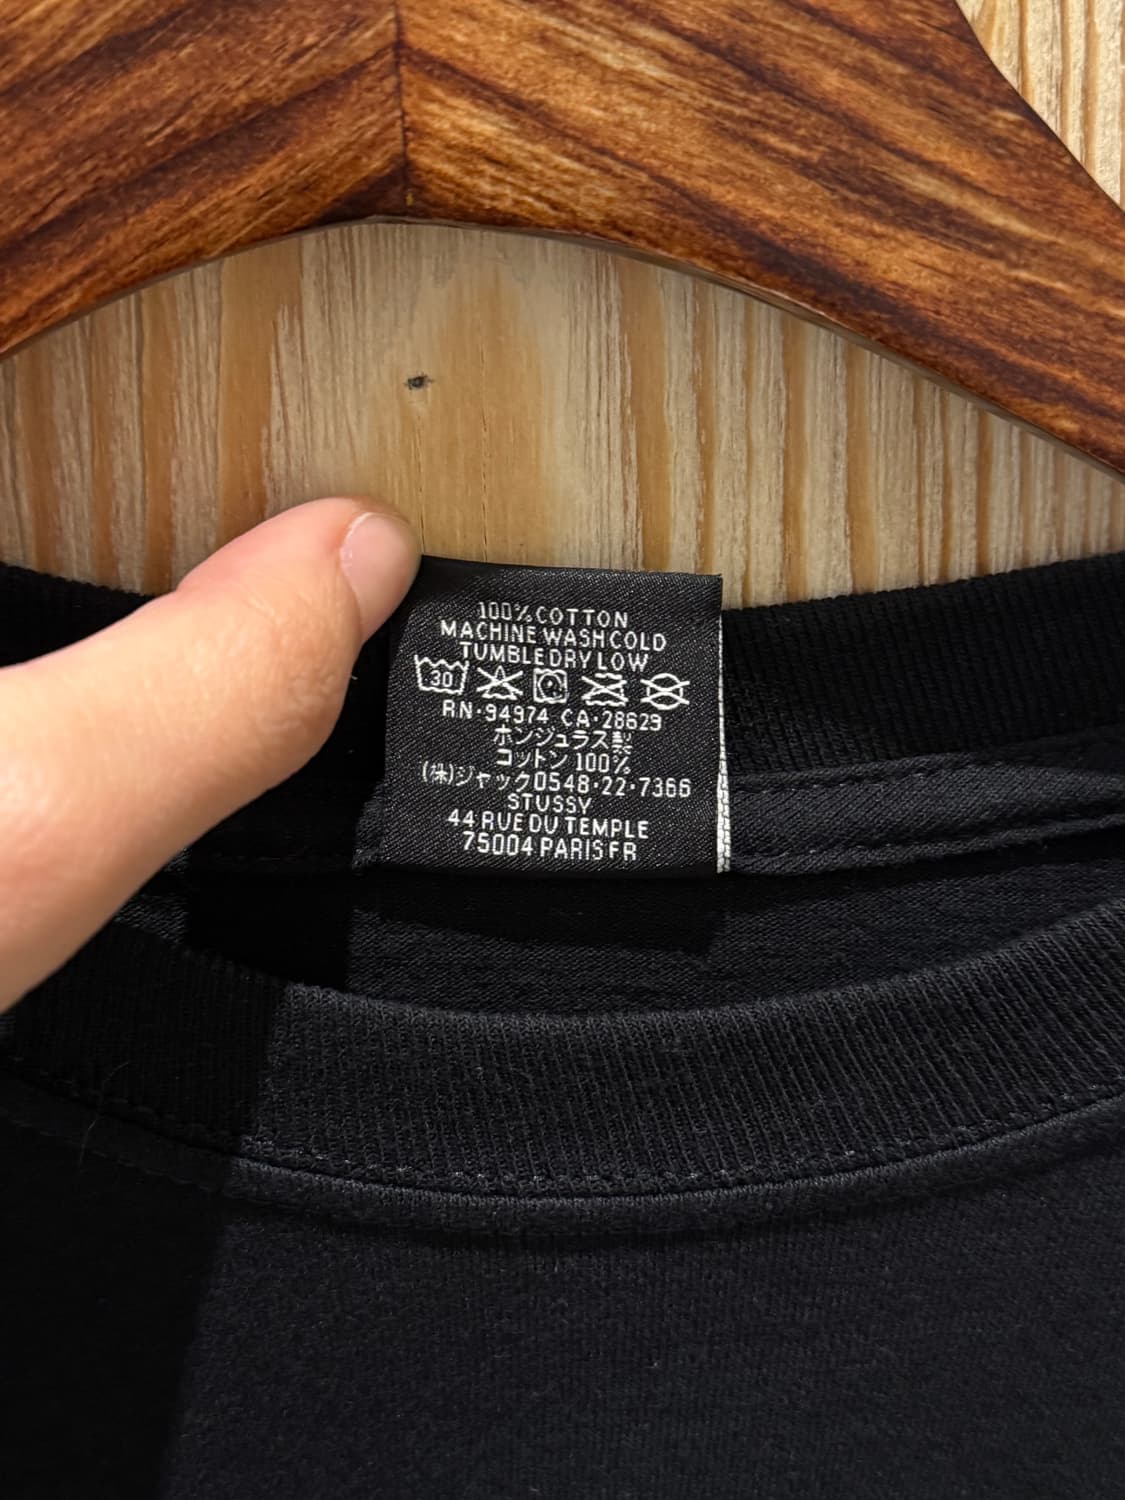 100% COTTON
MACHINE WASH COLD
TUMBLE DRY LOW
30
RN·94974 CA·28629
ホンジュラス製
コットン 100%
(株)ジャック0548·22·7366
STUSSY
44 RUE DU TEMPLE
75004 PARIS FR